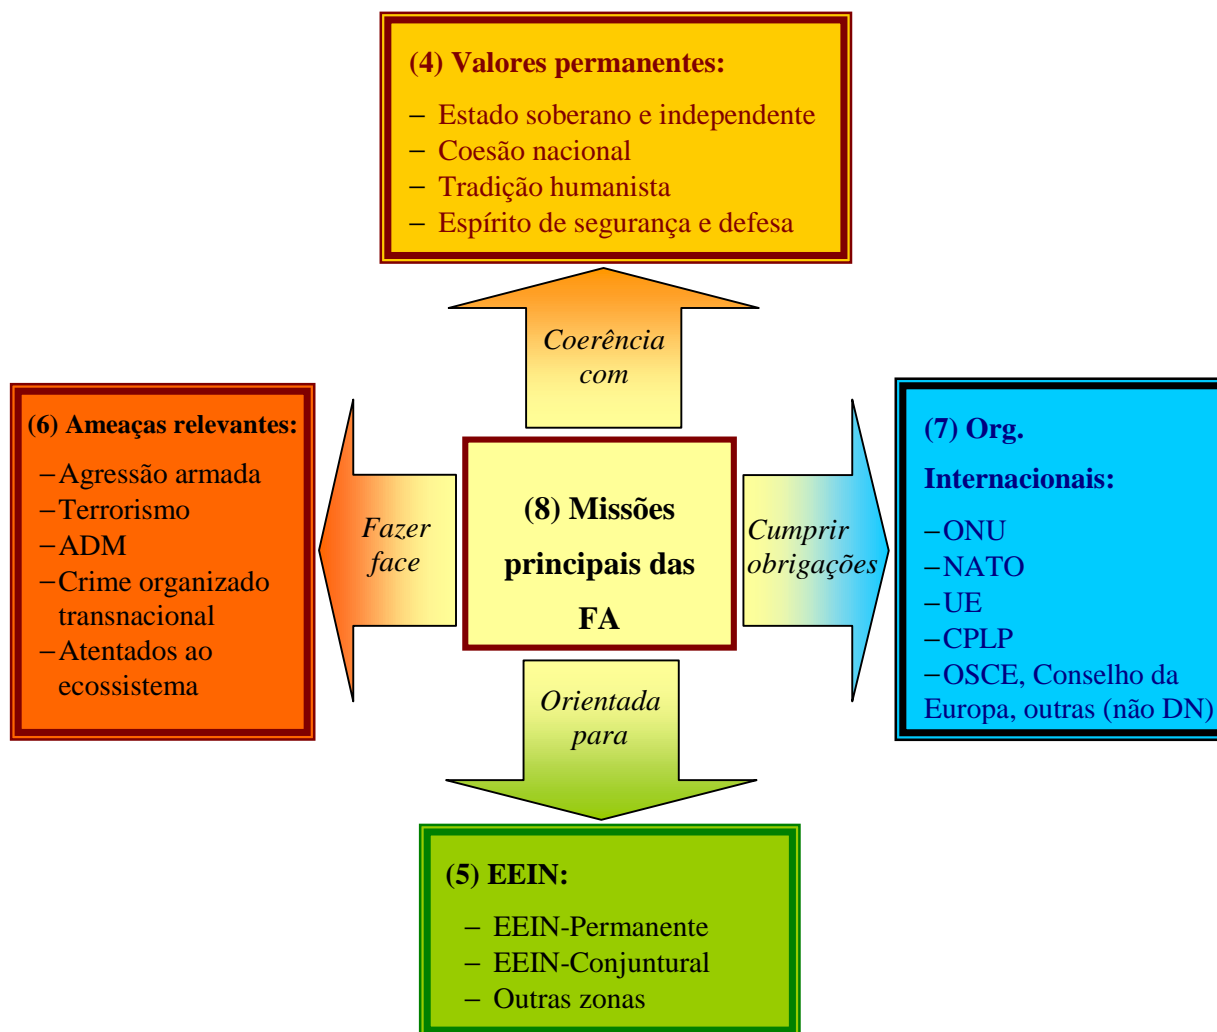 (4) Valores permanentes:
– Estado soberano e independente
– Coesão nacional
– Tradição humanista
– Espírito de segurança e defesa
Coerência
com
(6) Ameaças relevantes:
– Agressão armada
– Terrorismo
– ADM
– Crime organizado
transnacional
– Atentados ao
ecossistema
Fazer
face
(8) Missões
principais das
FA
Cumprir
obrigações
(7) Org.
Internacionais:
– ONU
– NATO
– UE
– CPLP
– OSCE, Conselho da
Europa, outras (não DN)
Orientada
para
(5) EEIN:
– EEIN-Permanente
– EEIN-Conjuntural
– Outras zonas